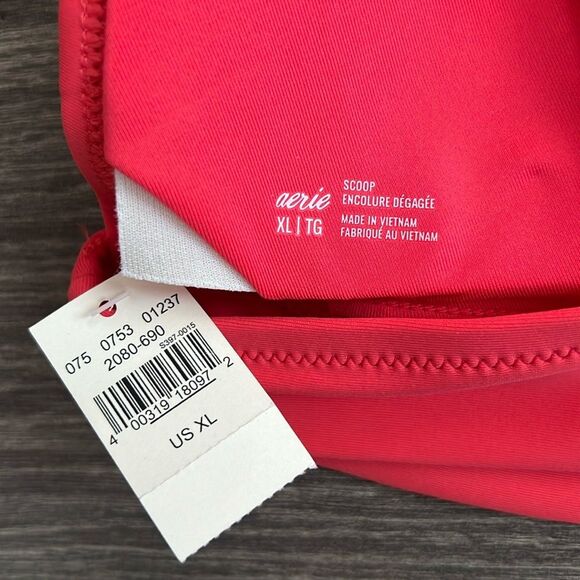 aerie
XL | TG
SCOOP
ENCOLURE DÉGAGÉE
MADE IN VIETNAM
FABRIQUÉ AU VIETNAM
075 0753 01237
2080-690
S397-0015
4 00319 18097 2
US XL